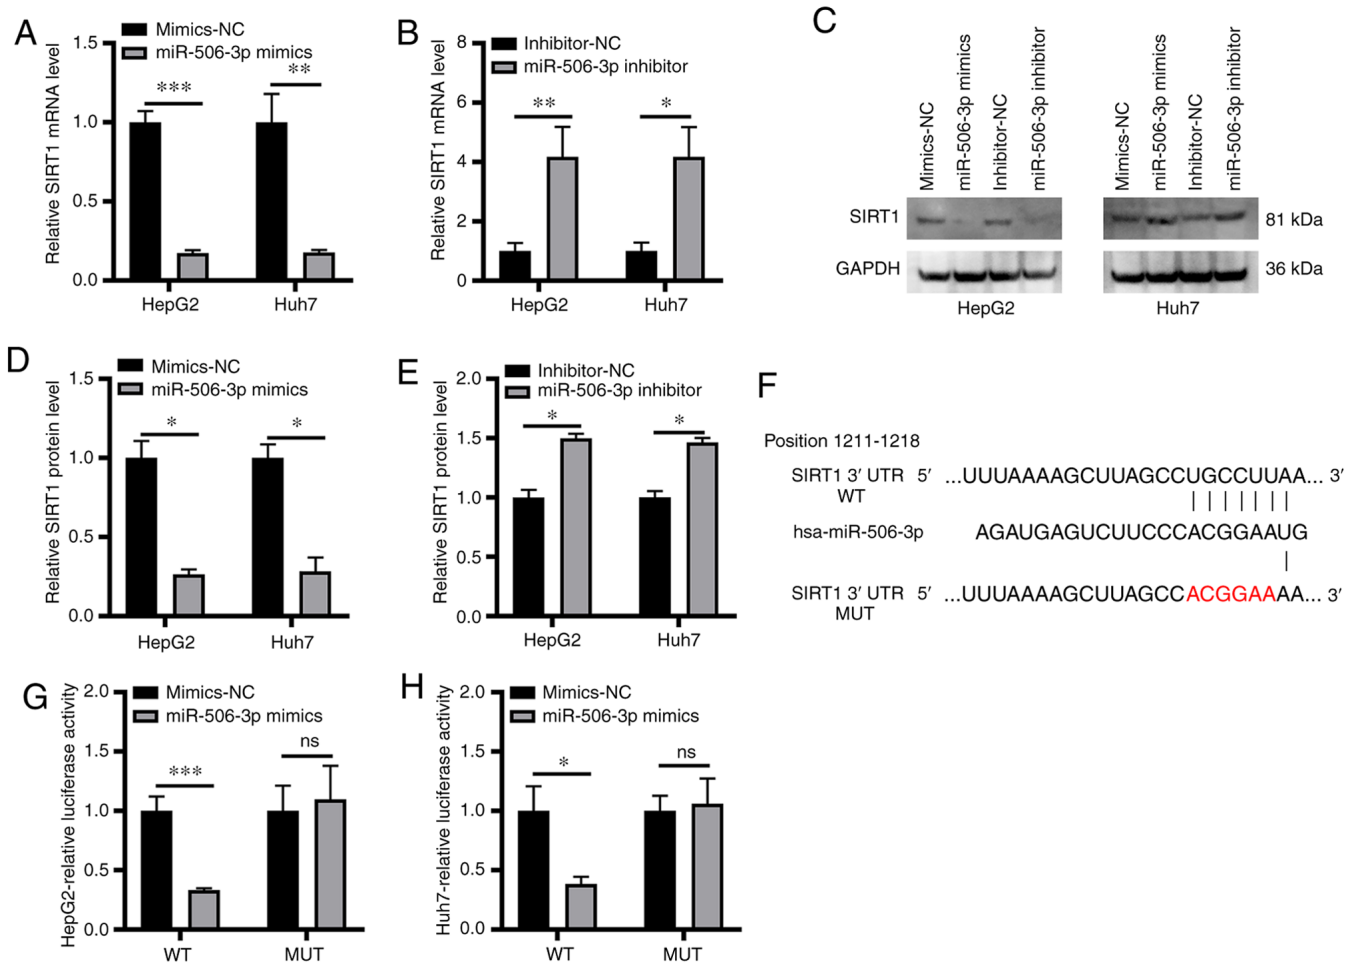 A
Mimics-NC
miR-506-3p mimics
Relative SIRT1 mRNA level
1.5
1.0
0.5
0.0
***
**
HepG2
Huh7
B
Inhibitor-NC
miR-506-3p inhibitor
Relative SIRT1 mRNA level
8
6
4
2
0
**
*
HepG2
Huh7
C
Mimics-NC
miR-506-3p mimics
Inhibitor-NC
miR-506-3p inhibitor
Mimics-NC
miR-506-3p mimics
Inhibitor-NC
miR-506-3p inhibitor
SIRT1
81 kDa
GAPDH
36 kDa
HepG2
Huh7
D
Mimics-NC
miR-506-3p mimics
Relative SIRT1 protein level
1.5
1.0
0.5
0.0
*
*
HepG2
Huh7
E
Inhibitor-NC
miR-506-3p inhibitor
Relative SIRT1 protein level
2.0
1.5
1.0
0.5
0.0
*
*
HepG2
Huh7
F
Position 1211-1218
SIRT1 3′ UTR 5′ ...UUUAAAAGCUUAGCCUGCCUUAA... 3′
WT
hsa-miR-506-3p AGAUGAGUCUUCCCACGGAAUG
SIRT1 3′ UTR 5′ ...UUUAAAAGCUUAGCCACGGAAAA... 3′
MUT
G
Mimics-NC
miR-506-3p mimics
HepG2-relative luciferase activity
2.0
1.5
1.0
0.5
0.0
***
ns
WT
MUT
H
Mimics-NC
miR-506-3p mimics
Huh7-relative luciferase activity
2.0
1.5
1.0
0.5
0.0
*
ns
WT
MUT